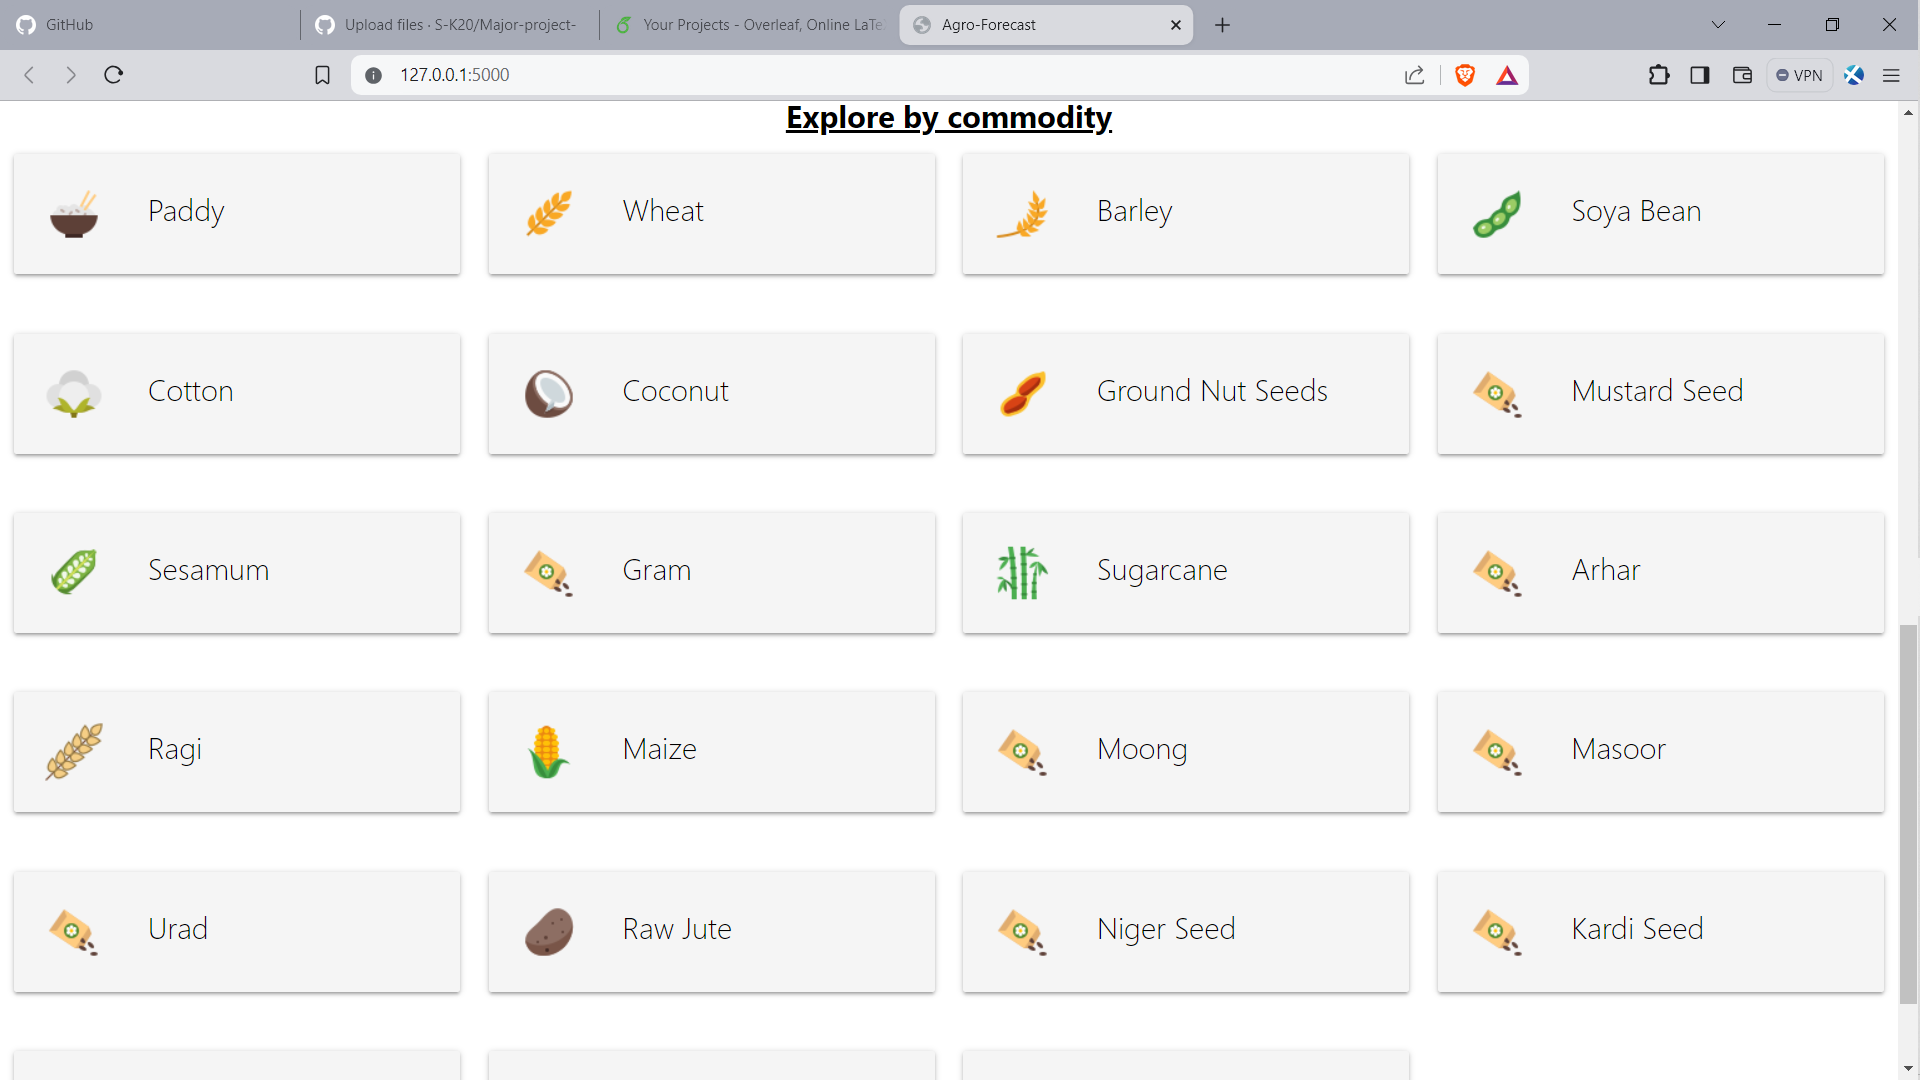 GitHub
Upload files · S-K20/Major-project-
Your Projects - Overleaf, Online LaTe
Agro-Forecast
127.0.0.1:5000
VPN
Explore by commodity
Paddy
Wheat
Barley
Soya Bean
Cotton
Coconut
Ground Nut Seeds
Mustard Seed
Sesamum
Gram
Sugarcane
Arhar
Ragi
Maize
Moong
Masoor
Urad
Raw Jute
Niger Seed
Kardi Seed